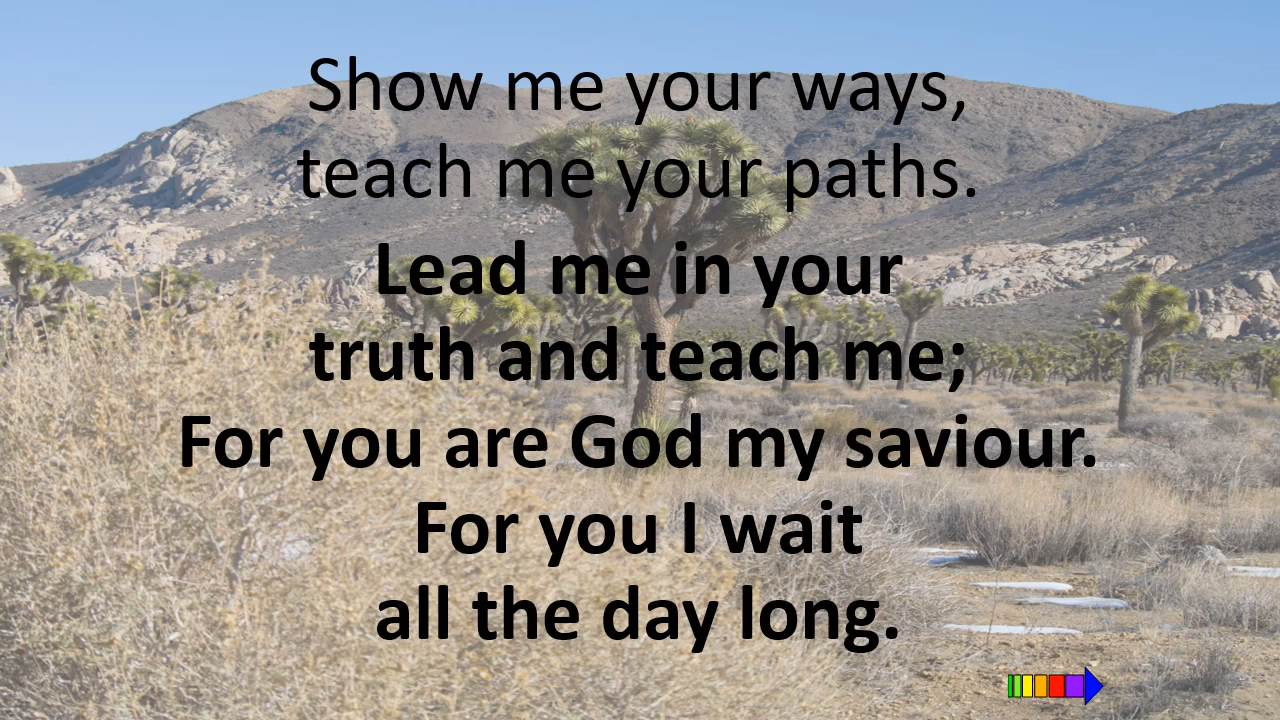 Show me your ways,
teach me your paths.
Lead me in your
truth and teach me;
For you are God my saviour.
For you I wait
all the day long.